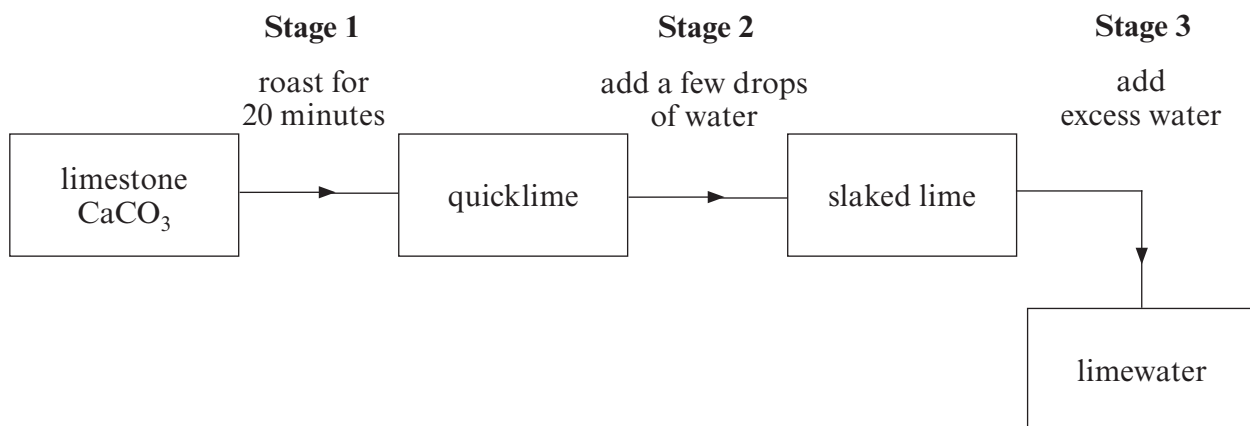 Stage 1
roast for
20 minutes
Stage 2
add a few drops
of water
Stage 3
add
excess water
limestone
CaCO₃
quicklime
slaked lime
limewater